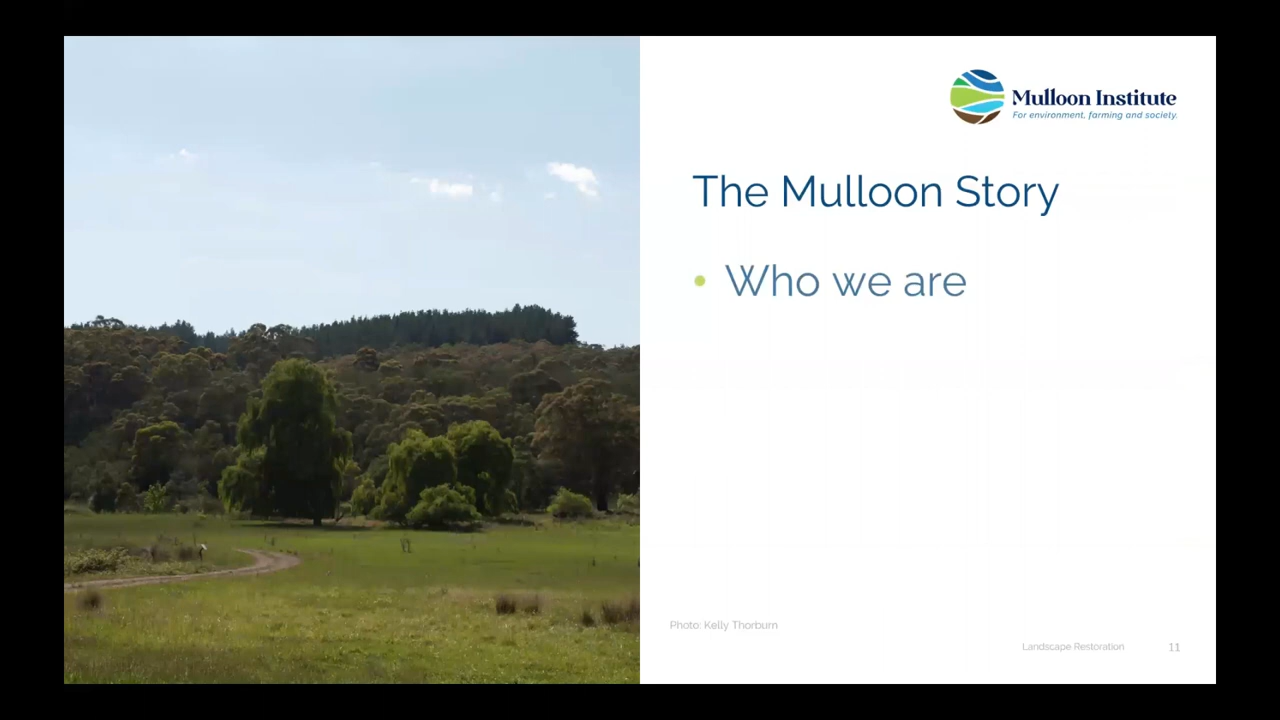 Mulloon Institute
For environment, farming and society.
The Mulloon Story
• Who we are
Photo: Kelly Thorburn
Landscape Restoration 11